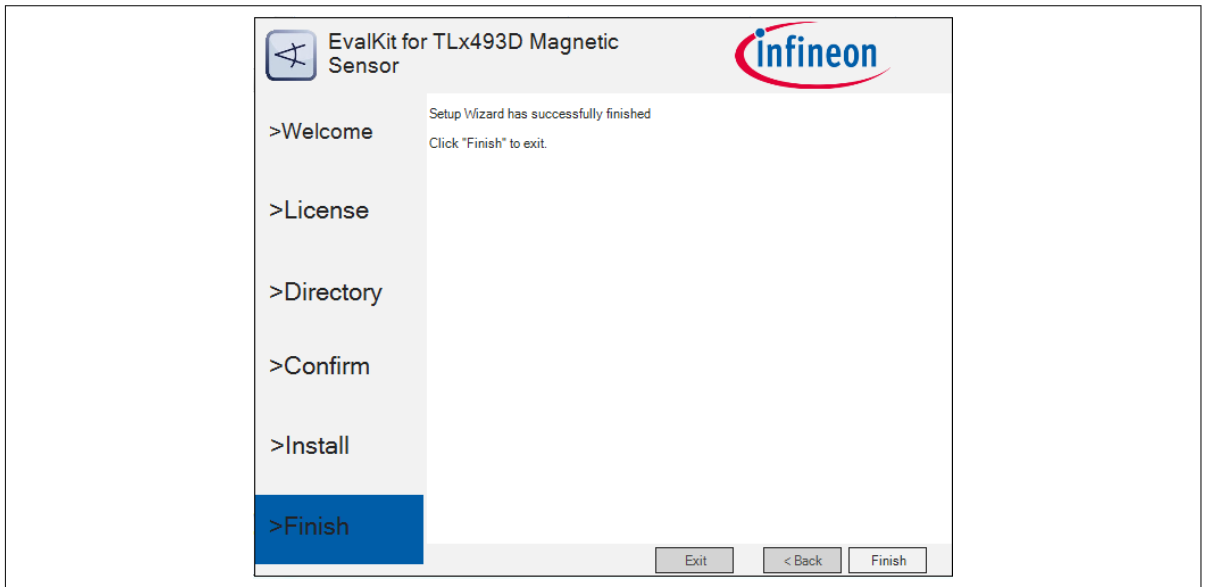 EvalKit for TLx493D Magnetic
Sensor
infineon
>Welcome
Setup Wizard has successfully finished
Click "Finish" to exit.
>License
>Directory
>Confirm
>Install
>Finish
Exit
< Back
Finish